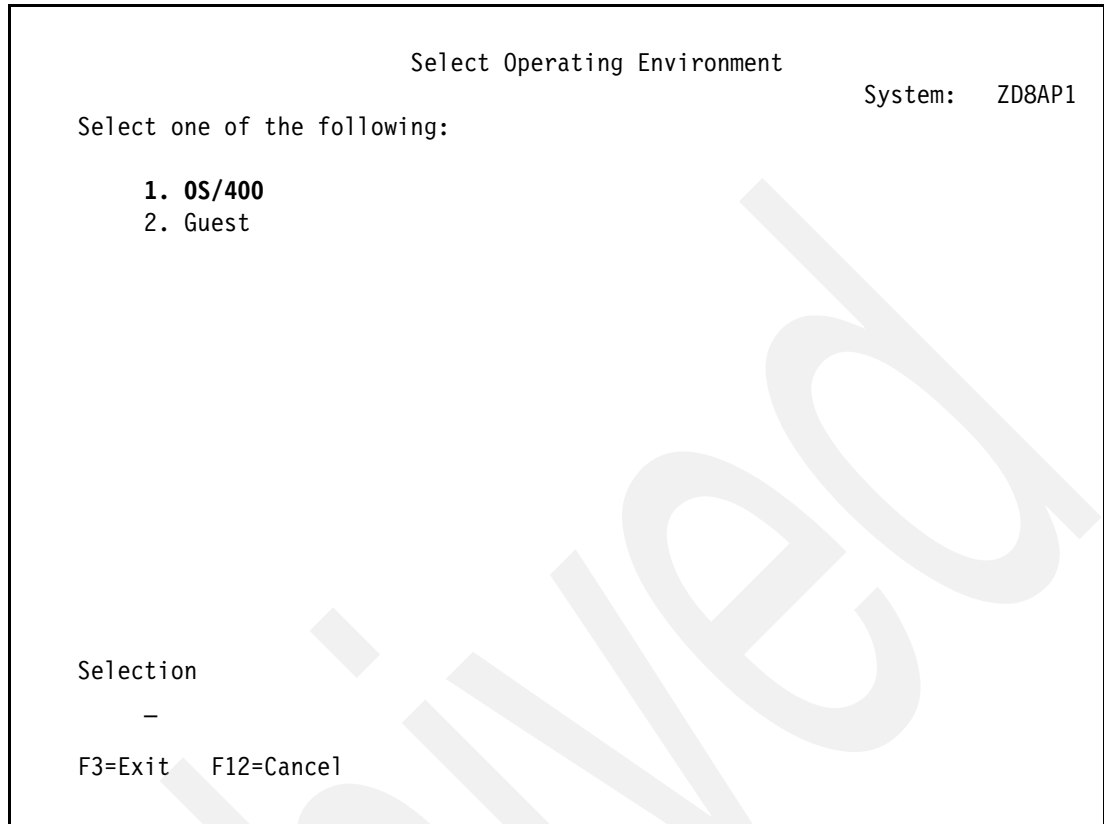 Select Operating Environment
System: ZD8AP1
Select one of the following:
1. OS/400
2. Guest
Selection
_
F3=Exit F12=Cancel